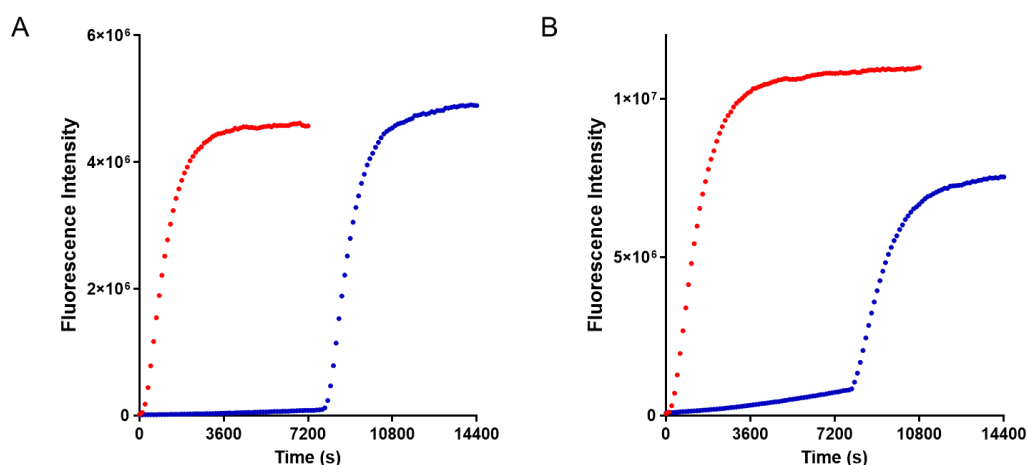 A
Fluorescence Intensity
6×10⁶
4×10⁶
2×10⁶
0
0 3600 7200 10800 14400
Time (s)
B
Fluorescence Intensity
1×10⁷
5×10⁶
0
0 3600 7200 10800 14400
Time (s)